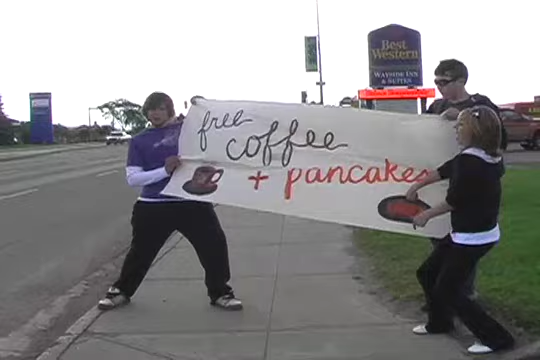 Best
Western
WAYSIDE INN
& SUITES
free
coffee
+ pancakes